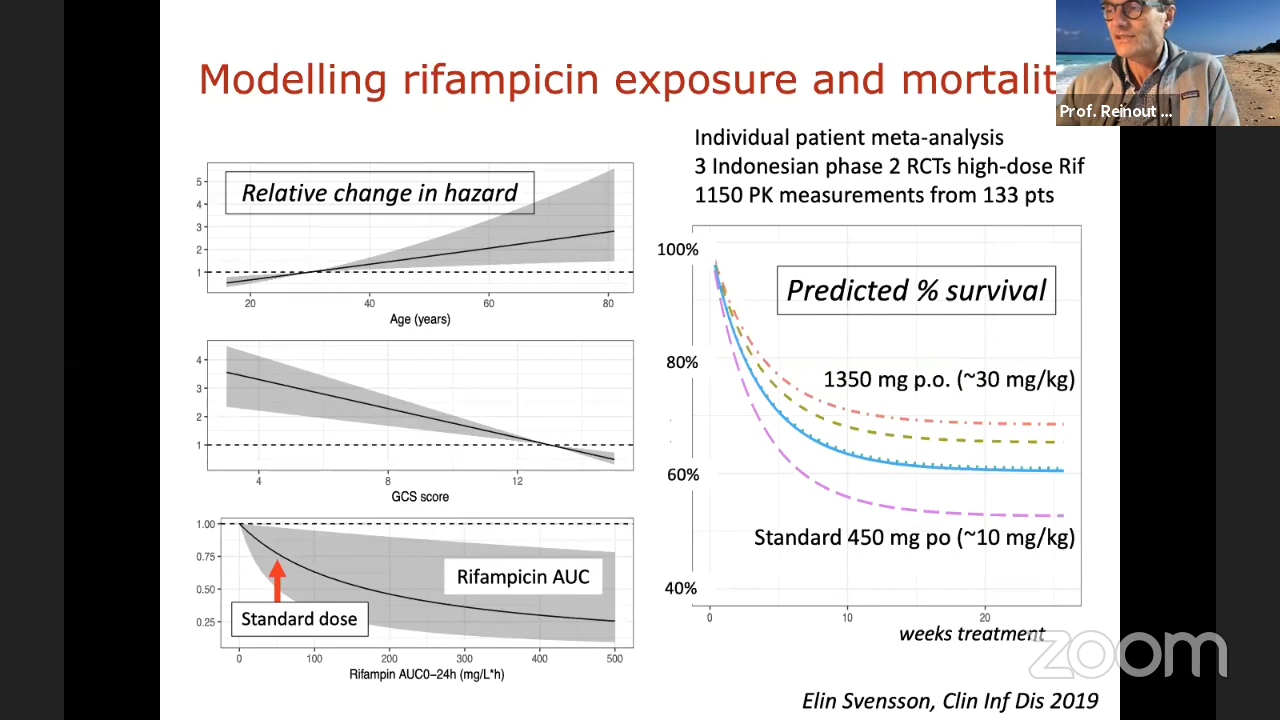 Modelling rifampicin exposure and mortalit
Prof. Reinout ...
Individual patient meta-analysis
3 Indonesian phase 2 RCTs high-dose Rif
1150 PK measurements from 133 pts
Relative change in hazard
5
4
3
2
1
20 40 60 80
Age (years)
4
3
2
1
4 8 12
GCS score
1.00
0.75
0.50
0.25
Rifampicin AUC
Standard dose
0 100 200 300 400 500
Rifampin AUC0–24h (mg/L*h)
100%
80%
60%
40%
Predicted % survival
1350 mg p.o. (~30 mg/kg)
Standard 450 mg po (~10 mg/kg)
0 10 20
weeks treatment
zoom
Elin Svensson, Clin Inf Dis 2019